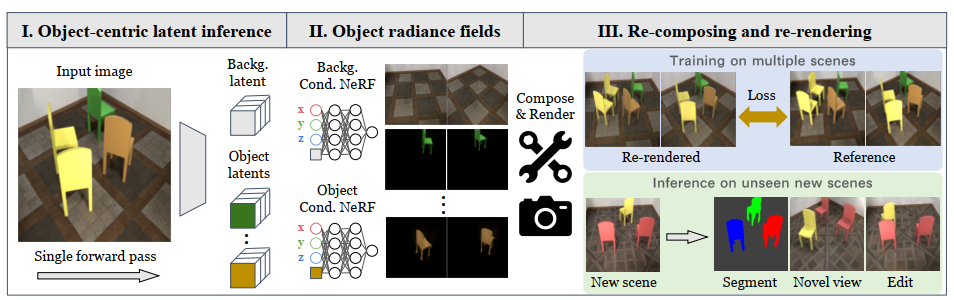 I. Object-centric latent inference
II. Object radiance fields
III. Re-composing and re-rendering
Input image
Single forward pass
Backg.
latent
Object
latents
Backg.
Cond. NeRF
x
y
z
Object
Cond. NeRF
x
y
z
Compose
& Render
Training on multiple scenes
Loss
Re-rendered
Reference
Inference on unseen new scenes
New scene
Segment
Novel view
Edit